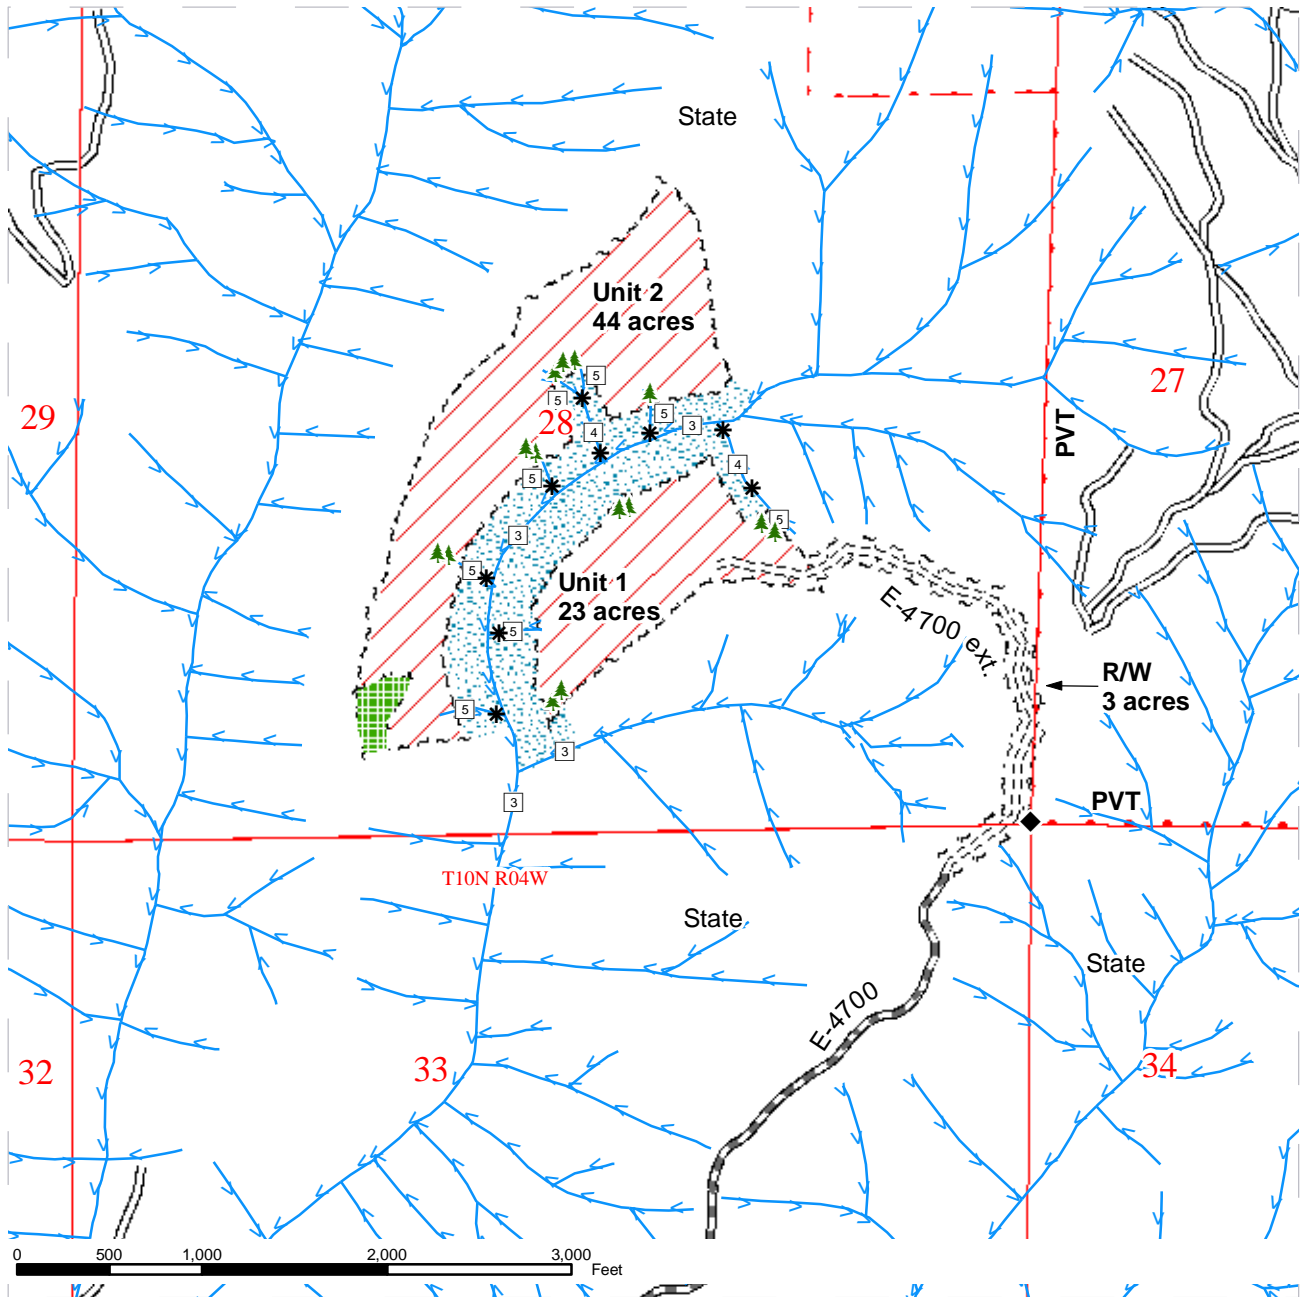 State
Unit 2
44 acres
5
27
5
5
29
28
PVT
3
4
4
5
5
3
5
Unit 1
23 acres
E-4700 ext.
5
R/W
3 acres
5
3
3
PVT
T10N R04W
State
State
E-4700
32
33
34
0 500 1,000 2,000 3,000
Feet